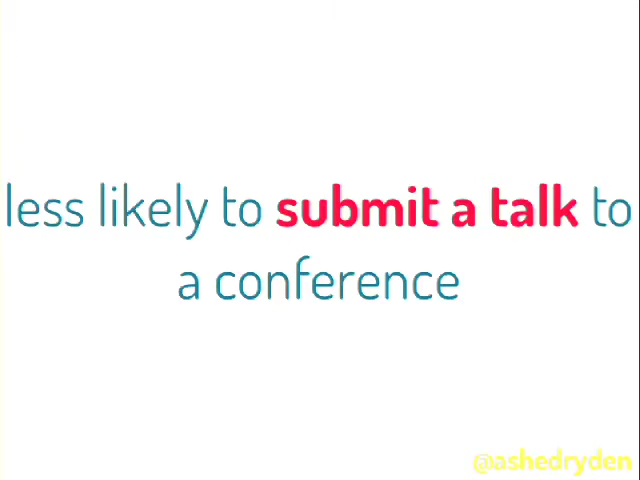 less likely to submit a talk to
a conference
@ashedryden